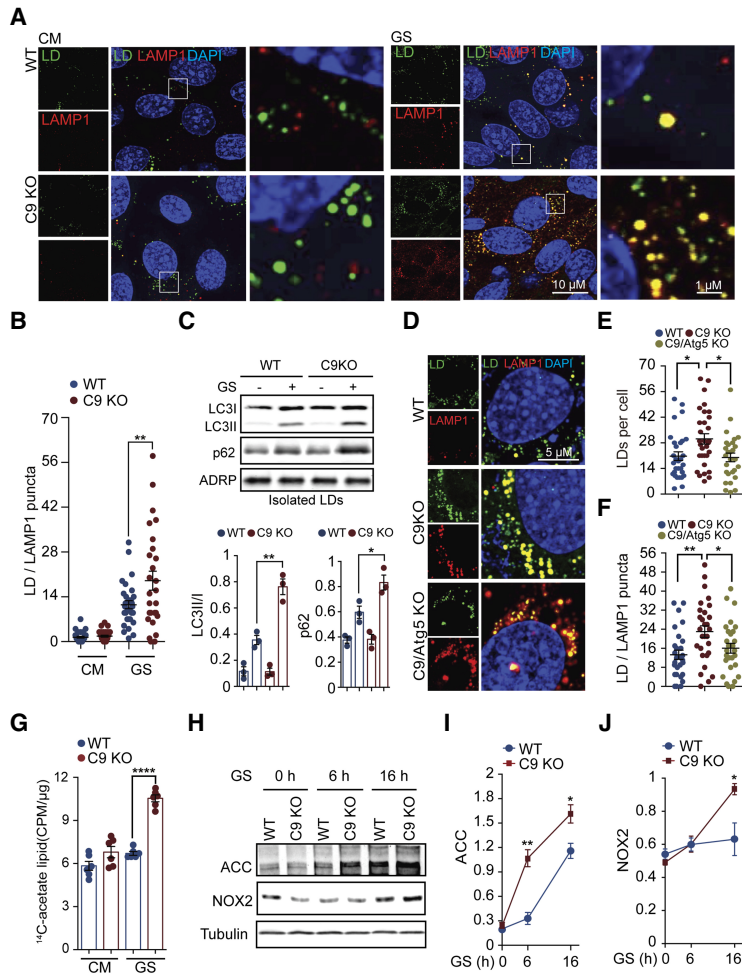 A
CM
GS
WT
LD
LD LAMP1 DAPI
LAMP1
LD
LD LAMP1 DAPI
LAMP1
C9 KO
10 µM
1 µM
B
WT
C9 KO
LD / LAMP1 puncta
70
56
42
28
14
0
**
CM
GS
C
WT
C9KO
GS
-
+
-
+
LC3I
LC3II
p62
ADRP
Isolated LDs
WT
C9 KO
WT
C9 KO
LC3II/I
1
0.8
0.6
0.4
0.2
0
**
p62
1
0.8
0.6
0.4
0.2
0
*
D
LD
LD LAMP1 DAPI
WT
LAMP1
5 µM
C9KO
C9/Atg5 KO
E
WT
C9 KO
C9/Atg5 KO
LDs per cell
70
60
50
40
30
20
10
0
*
*
F
WT
C9 KO
C9/Atg5 KO
LD / LAMP1 puncta
56
48
40
32
24
16
8
0
**
*
G
WT
C9 KO
¹⁴C-acetate lipid(CPM/µg)
12
9
6
3
0
****
CM
GS
H
GS
0 h
6 h
16 h
WT
C9 KO
WT
C9 KO
WT
C9 KO
ACC
NOX2
Tubulin
I
WT
C9 KO
ACC
1.8
1.5
1.2
0.9
0.6
0.3
0
**
*
GS (h)
0
6
16
J
WT
C9 KO
NOX2
1
0.8
0.6
0.4
0.2
0
*
GS (h)
0
6
16